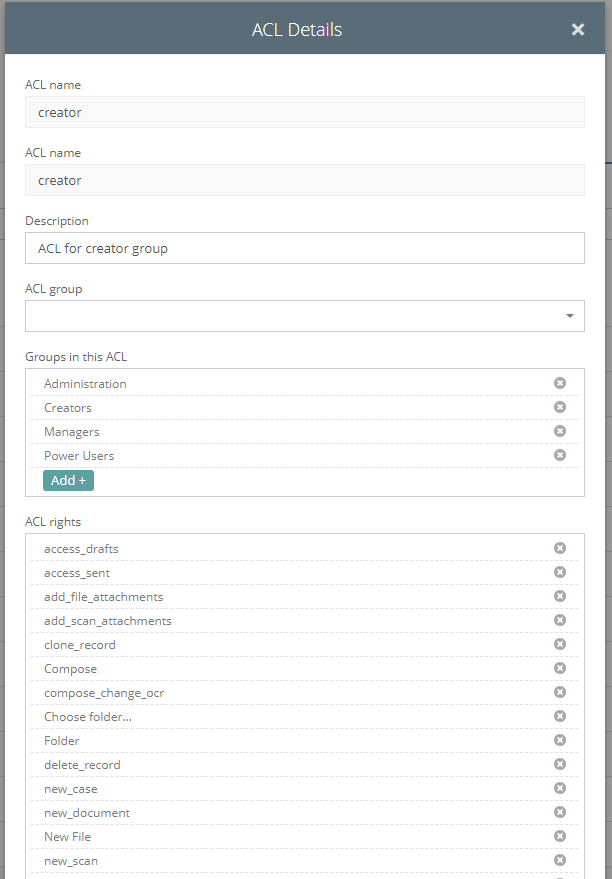 ACL Details
ACL name
creator
ACL name
creator
Description
ACL for creator group
ACL group
Groups in this ACL
Administration
Creators
Managers
Power Users
Add +
ACL rights
access_drafts
access_sent
add_file_attachments
add_scan_attachments
clone_record
Compose
compose_change_ocr
Choose folder...
Folder
delete_record
new_case
new_document
New File
new_scan